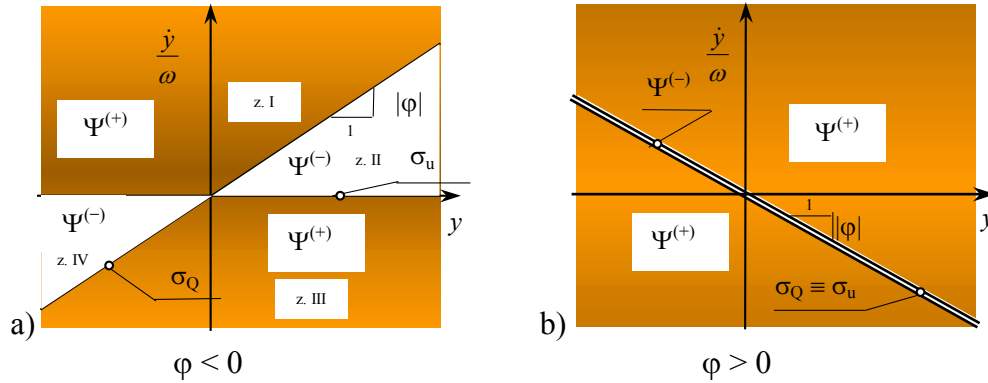 ẏ
ω
z. I
Ψ(+)
|φ|
1
Ψ(-)
z. II
σu
Ψ(-)
y
Ψ(+)
z. IV
σQ
z. III
a)
φ < 0
ẏ
ω
Ψ(-)
Ψ(+)
1
y
Ψ(+)
|φ|
σQ ≡ σu
b)
φ > 0